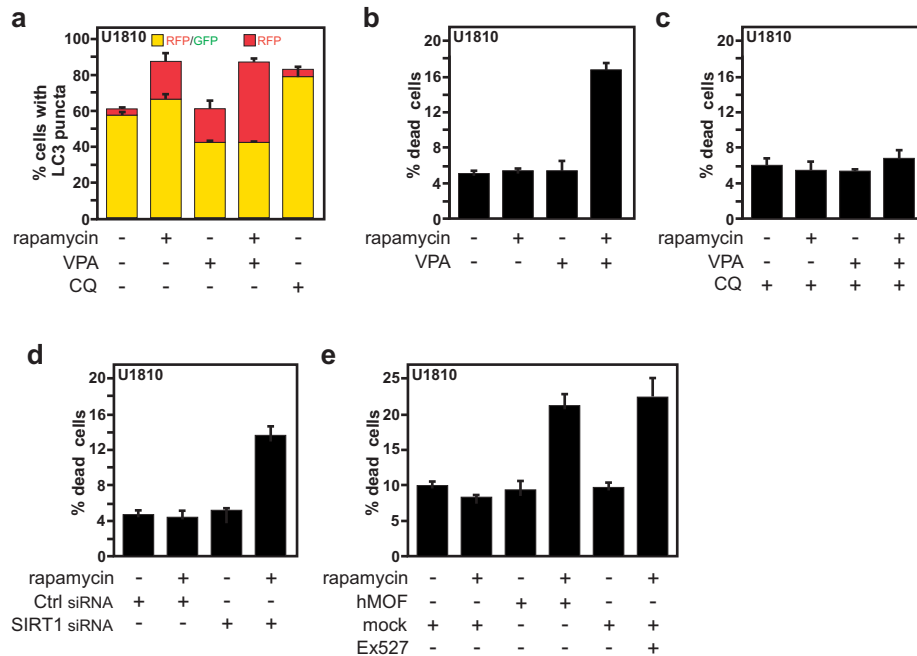 a
U1810
RFP/GFP RFP
% cells with
LC3 puncta
100
80
60
40
20
0
rapamycin - + - + -
VPA - - + + -
CQ - - - - +
b
U1810
% dead cells
20
16
12
8
4
0
rapamycin - + - +
VPA - - + +
c
U1810
% dead cells
20
16
12
8
4
0
rapamycin - + - +
VPA - - + +
CQ + + + +
d
U1810
% dead cells
20
16
12
8
4
0
rapamycin - + - +
Ctrl siRNA + + - -
SIRT1 siRNA - - + +
e
U1810
% dead cells
25
20
15
10
5
0
rapamycin - + - + - +
hMOF - - + + - -
mock + + - - + +
Ex527 - - - - - +